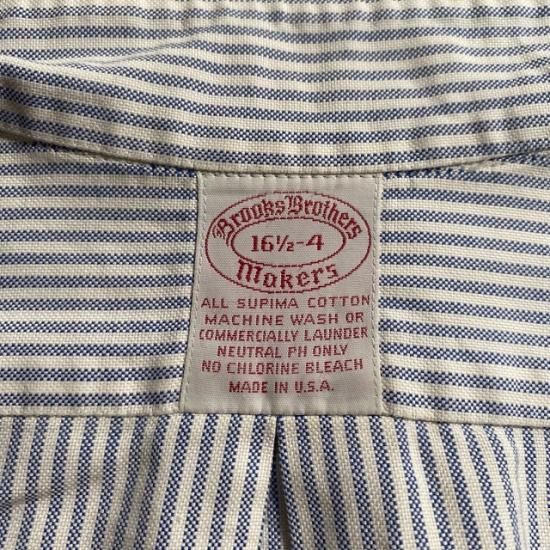 Brooks Brothers
16½-4
Makers
ALL SUPIMA COTTON
MACHINE WASH OR
COMMERCIALLY LAUNDER
NEUTRAL PH ONLY
NO CHLORINE BLEACH
MADE IN U.S.A.